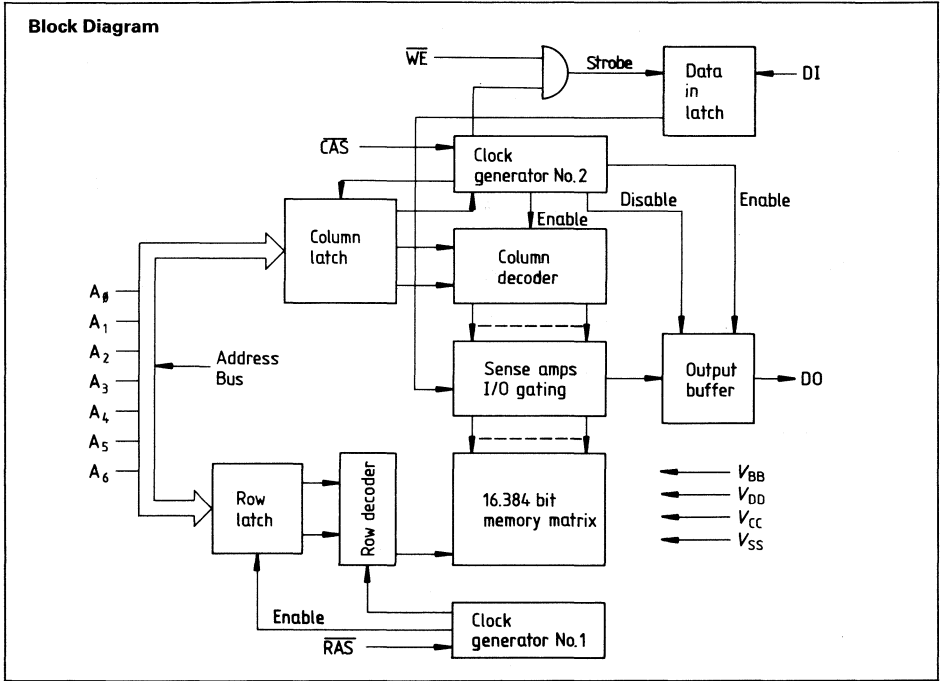 Block Diagram
WE
Strobe
Data
in
latch
DI
CAS
Clock
generator No.2
Disable
Enable
Enable
Column
latch
Column
decoder
A0
A1
A2
A3
A4
A5
A6
Address
Bus
Sense amps
I/O gating
Output
buffer
DO
Row
latch
Row decoder
16.384 bit
memory matrix
VBB
VDD
VCC
VSS
Enable
RAS
Clock
generator No.1